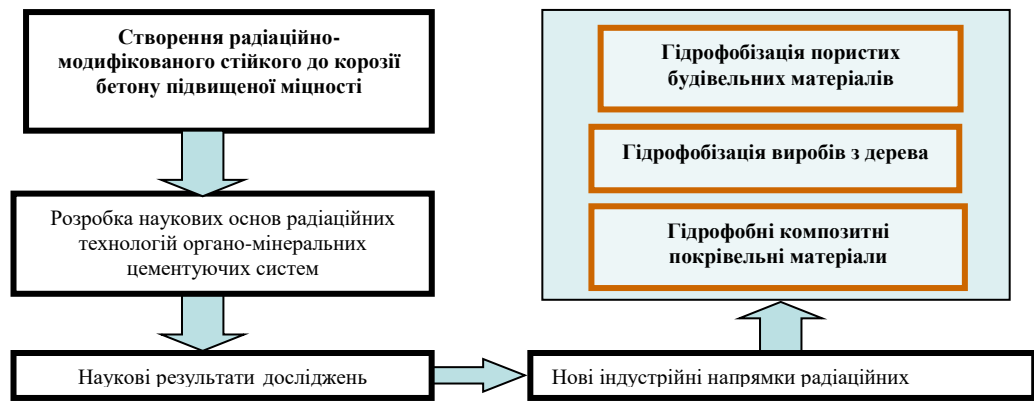 Створення радіаційно-
модифікованого стійкого до корозії
бетону підвищеної міцності
Розробка наукових основ радіаційних
технологій органо-мінеральних
цементуючих систем
Наукові результати досліджень
Нові індустрійні напрямки радіаційних
Гідрофобізація пористих
будівельних матеріалів
Гідрофобізація виробів з дерева
Гідрофобні композитні
покрівельні матеріали